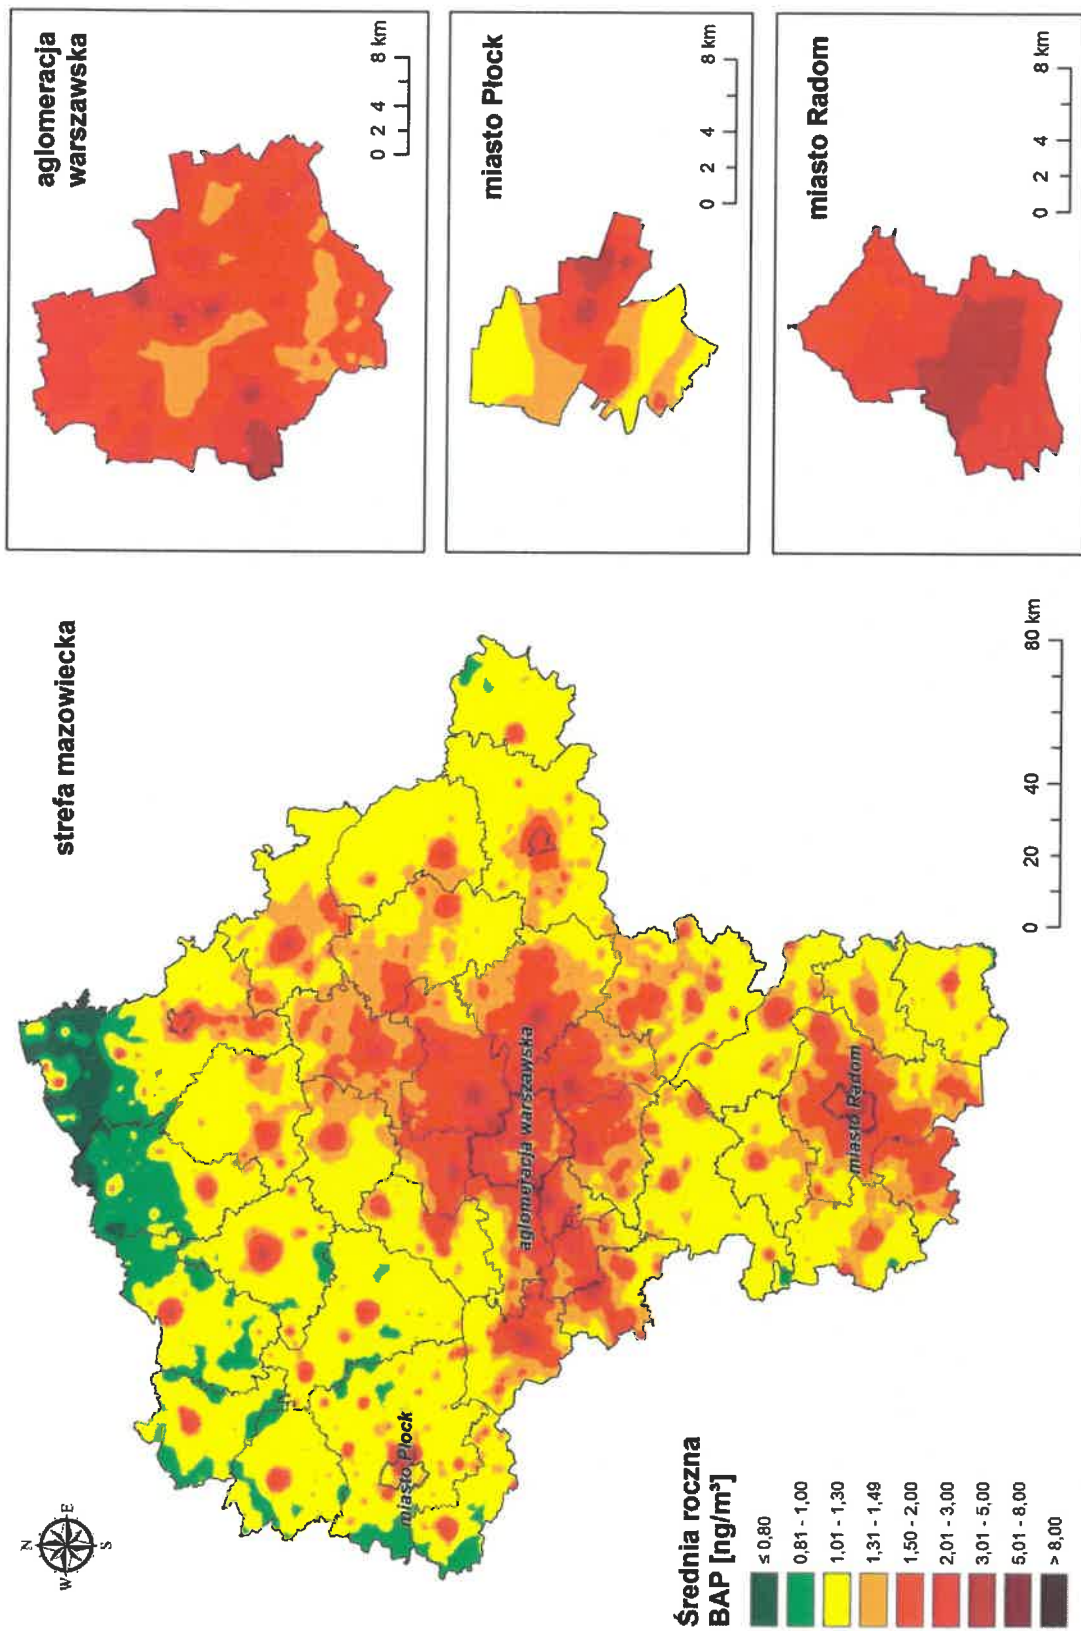 strefa mazowiecka
N
W
E
S
miasto Płock
aglomeracja warszawska
miasto Radom
Średnia roczna
BAP [ng/m³]
≤ 0,80
0,81 - 1,00
1,01 - 1,30
1,31 - 1,49
1,50 - 2,00
2,01 - 3,00
3,01 - 5,00
5,01 - 8,00
> 8,00
0 20 40 80 km
aglomeracja
warszawska
0 2 4 8 km
miasto Płock
0 2 4 8 km
miasto Radom
0 2 4 8 km